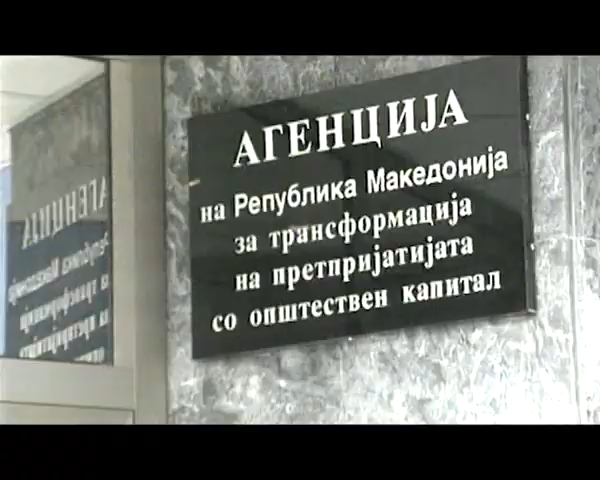 АГЕНЦИЈА
на Република Македонија
за трансформација
на претпријатијата
со општествен капитал